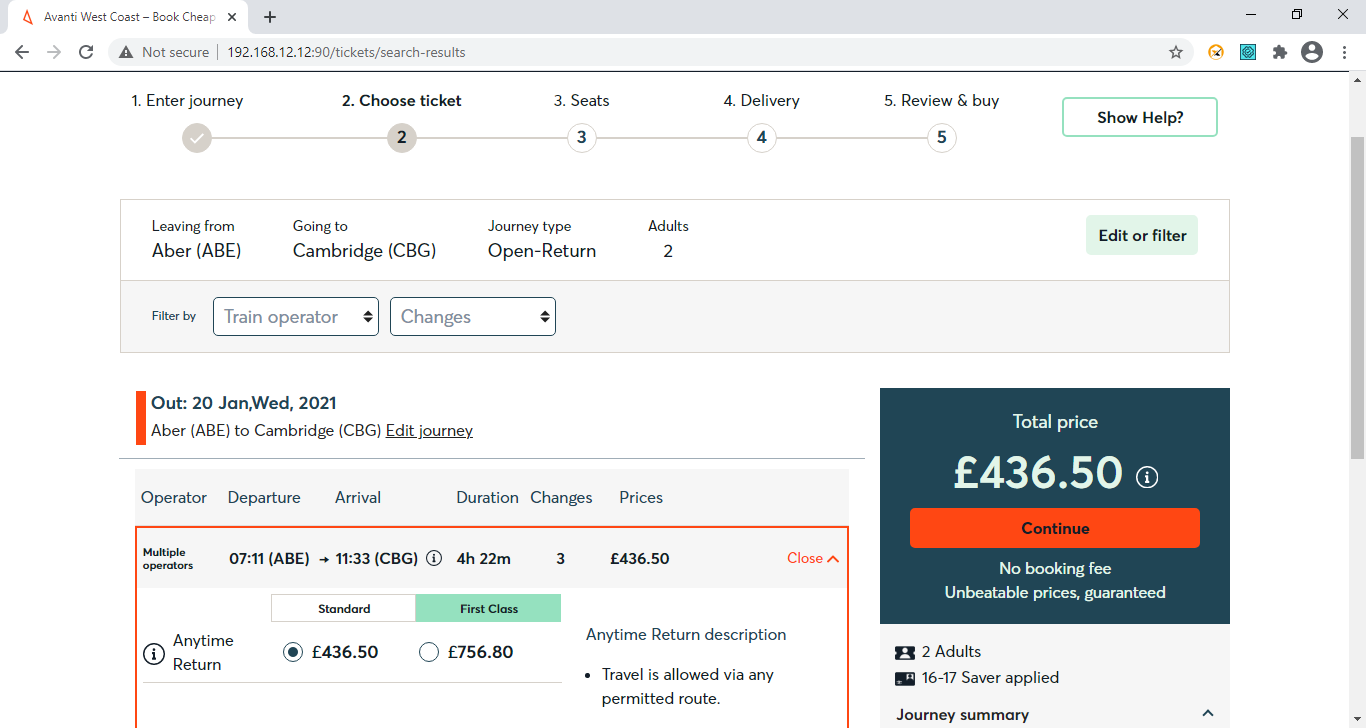 Avanti West Coast – Book Cheap
Not secure 192.168.12.12:90/tickets/search-results
1. Enter journey 2. Choose ticket 3. Seats 4. Delivery 5. Review & buy
2 3 4 5
Show Help?
Leaving from Going to Journey type Adults
Aber (ABE) Cambridge (CBG) Open-Return 2
Edit or filter
Filter by Train operator Changes
Out: 20 Jan,Wed, 2021
Aber (ABE) to Cambridge (CBG) Edit journey
Operator Departure Arrival Duration Changes Prices
Multiple
operators
07:11 (ABE) → 11:33 (CBG) 4h 22m 3 £436.50 Close
Standard First Class
Anytime
Return
£436.50 £756.80
Anytime Return description
• Travel is allowed via any
permitted route.
Total price
£436.50
Continue
No booking fee
Unbeatable prices, guaranteed
2 Adults
16-17 Saver applied
Journey summary